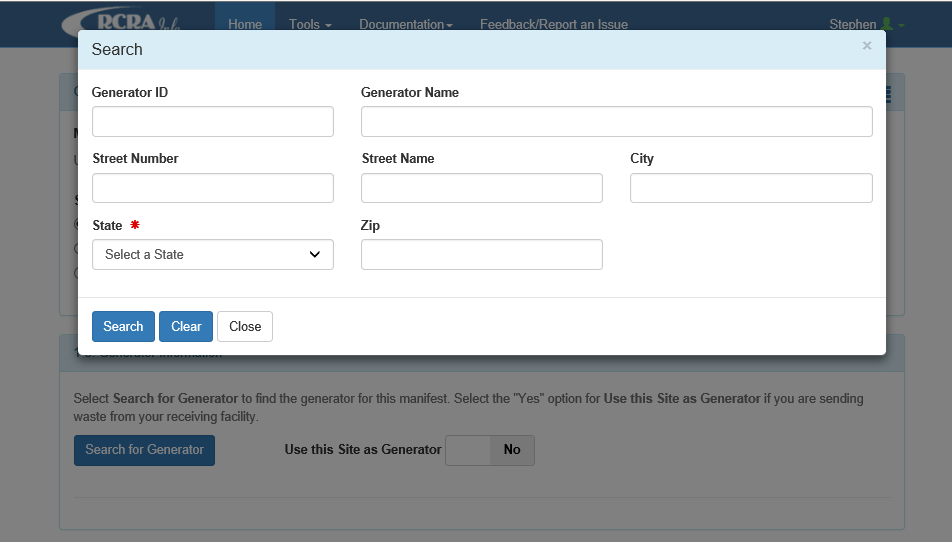 RCRA Info
Home Tools Documentation Feedback/Report an Issue Stephen
Search ×
Generator ID Generator Name
Street Number Street Name City
State * Zip
Select a State
Search Clear Close
Generator Information
Select Search for Generator to find the generator for this manifest. Select the "Yes" option for Use this Site as Generator if you are sending
waste from your receiving facility.
Search for Generator Use this Site as Generator No